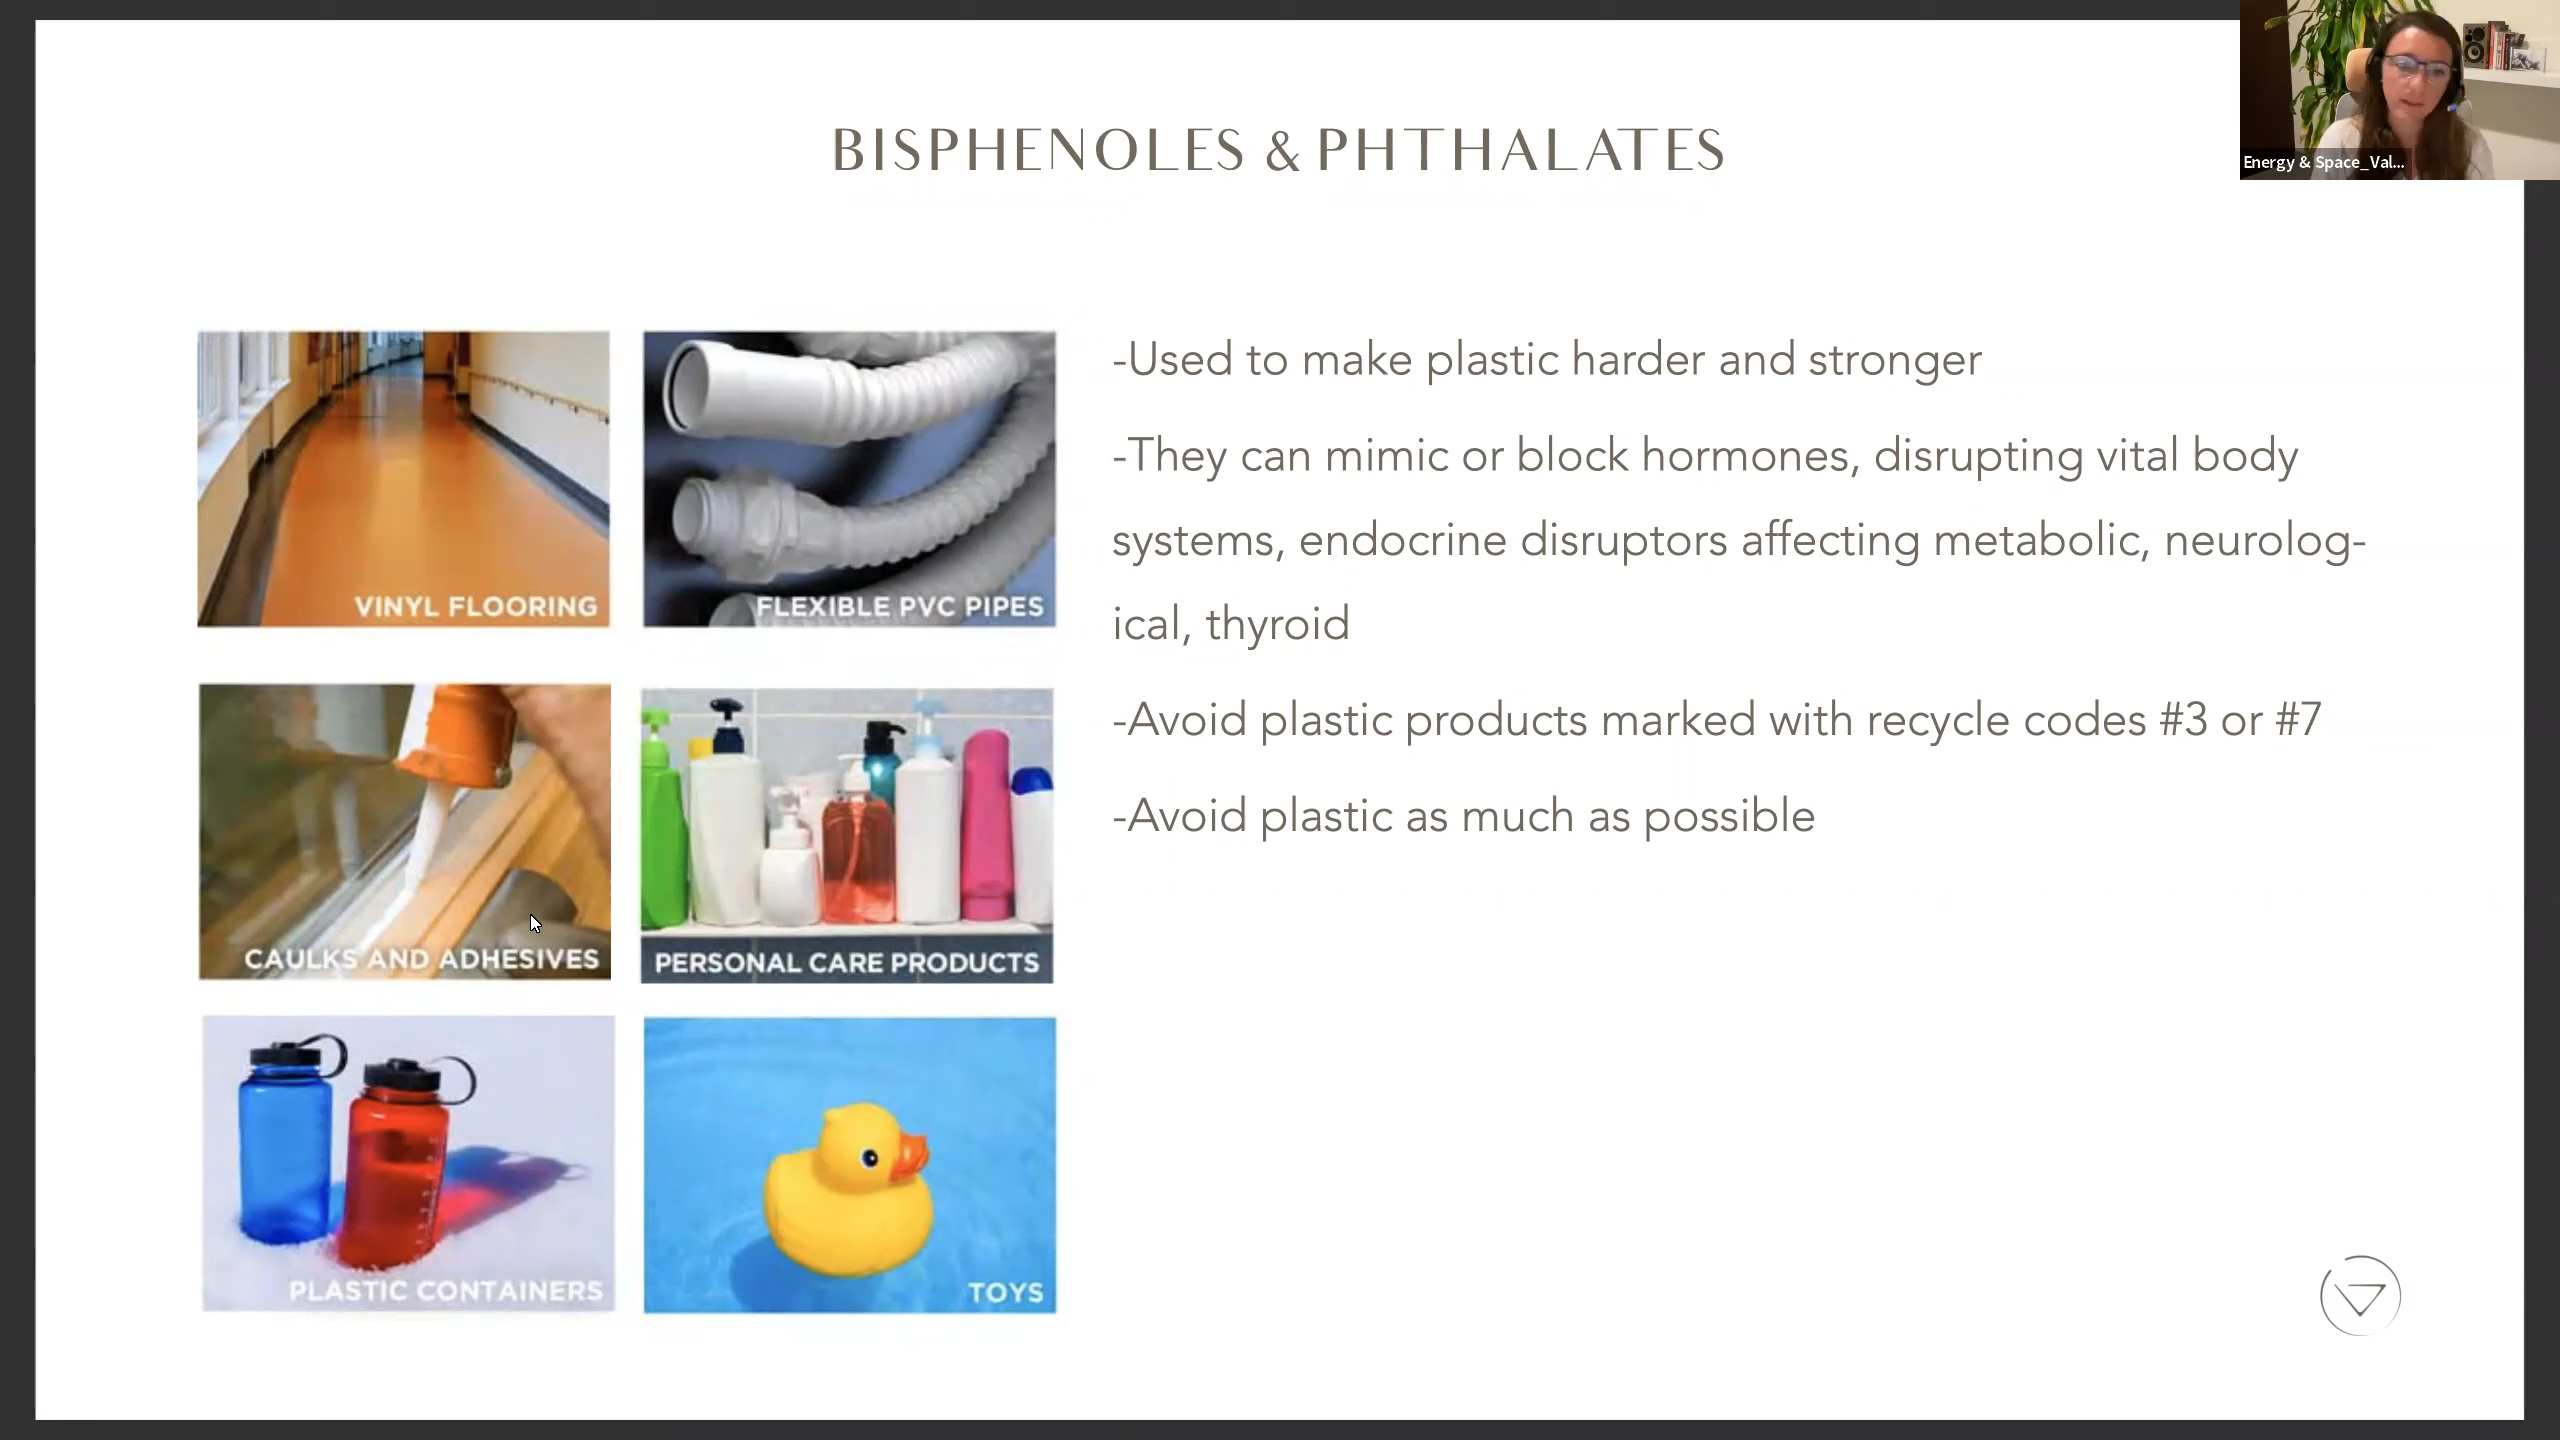 BISPHENOLES & PHTHALATES
Energy & Space_Val...
VINYL FLOORING
FLEXIBLE PVC PIPES
CAULKS AND ADHESIVES
PERSONAL CARE PRODUCTS
PLASTIC CONTAINERS
TOYS
-Used to make plastic harder and stronger
-They can mimic or block hormones, disrupting vital body
systems, endocrine disruptors affecting metabolic, neurolog-
ical, thyroid
-Avoid plastic products marked with recycle codes #3 or #7
-Avoid plastic as much as possible